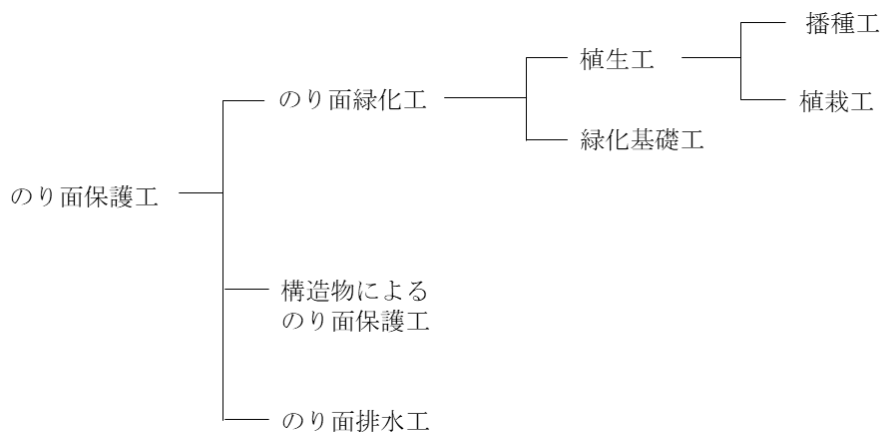 播種工
植生工
のり面緑化工
植栽工
緑化基礎工
のり面保護工
構造物による
のり面保護工
のり面排水工